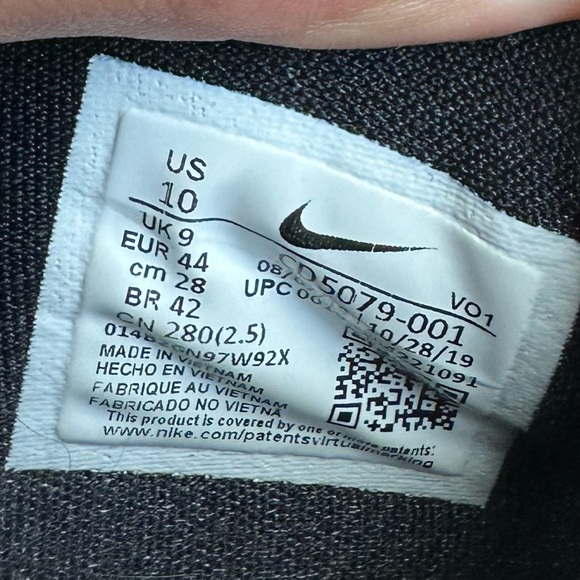 US
10
UK 9
EUR 44
cm 28
BR 42
CN 280(2.5)
VO1
CD5079-001
10/28/19
UPC
MADE IN VIETNAM
HECHO EN VIETNAM
FABRIQUE AU VIETNAM
FABRICADO NO VIETNA
This product is covered by one or more patents:
www.nike.com/patentsvirtualmarking